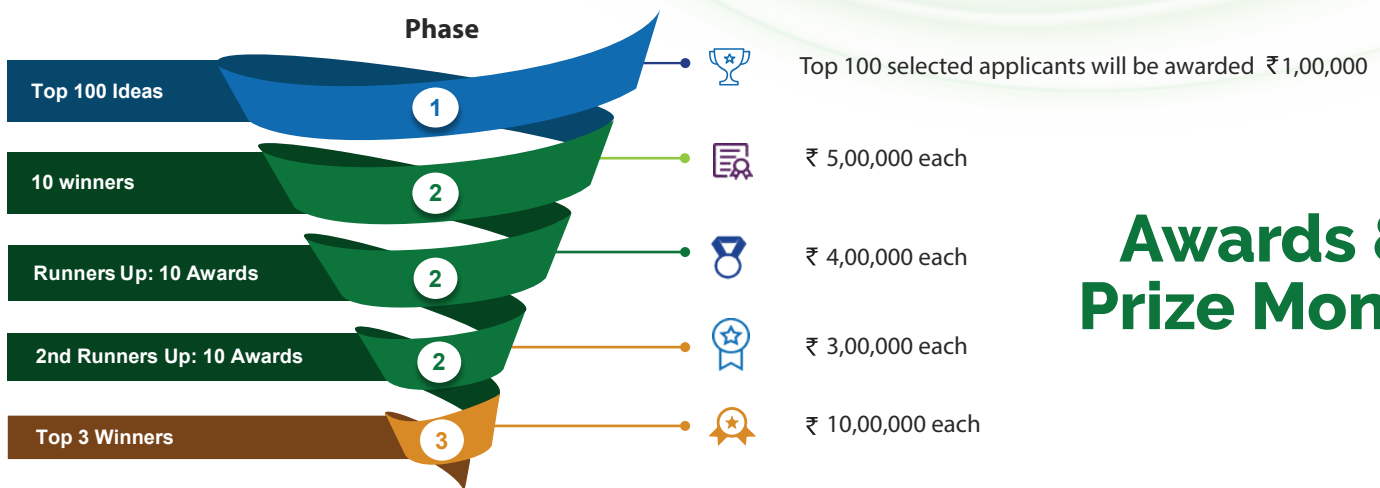 Phase
Top 100 Ideas
1
Top 100 selected applicants will be awarded ₹1,00,000
10 winners
2
₹ 5,00,000 each
Runners Up: 10 Awards
2
₹ 4,00,000 each
2nd Runners Up: 10 Awards
2
₹ 3,00,000 each
Top 3 Winners
3
₹ 10,00,000 each
Awards &
Prize Mon